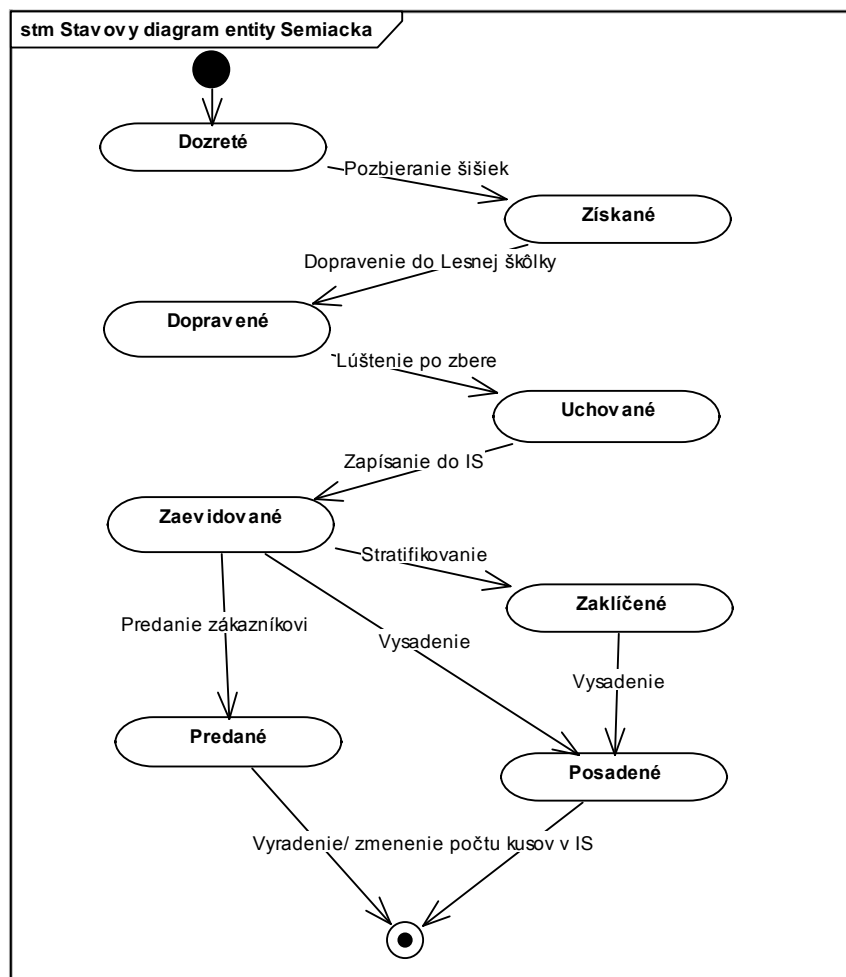 stm Stavovy diagram entity Semiacka
Dozreté
Pozbieranie šišiek
Získané
Dopravenie do Lesnej škôlky
Dopravené
Lúštenie po zbere
Uchované
Zapísanie do IS
Zaevidované
Stratifikovanie
Zaklíčené
Predanie zákazníkovi
Vysadenie
Vysadenie
Predané
Posadené
Vyradenie/ zmenenie počtu kusov v IS